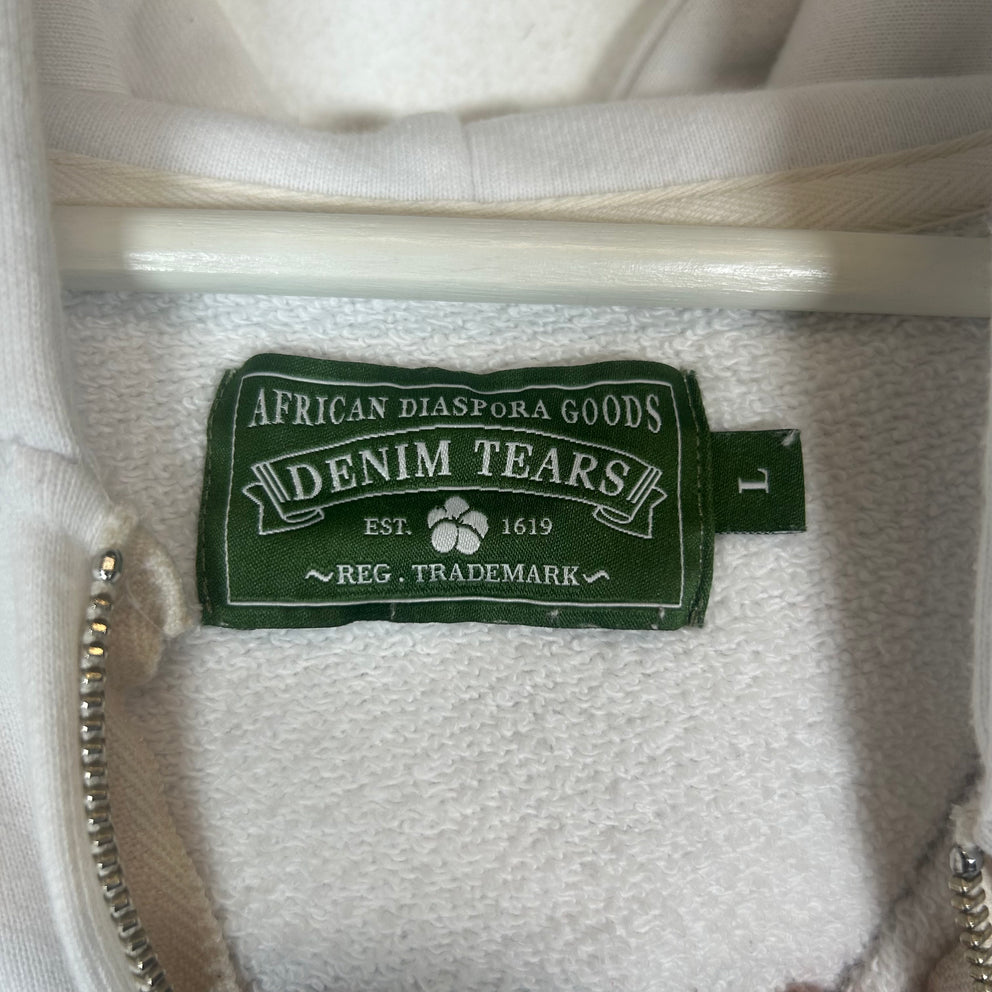 AFRICAN DIASPORA GOODS
DENIM TEARS
EST. 1619
~REG . TRADEMARK~
L